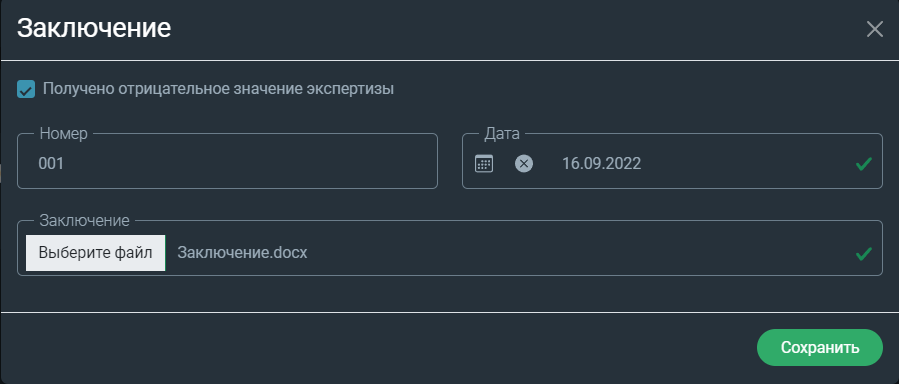 Заключение
Получено отрицательное значение экспертизы
Номер
001
Дата
16.09.2022
Заключение
Выберите файл Заключение.docx
Сохранить